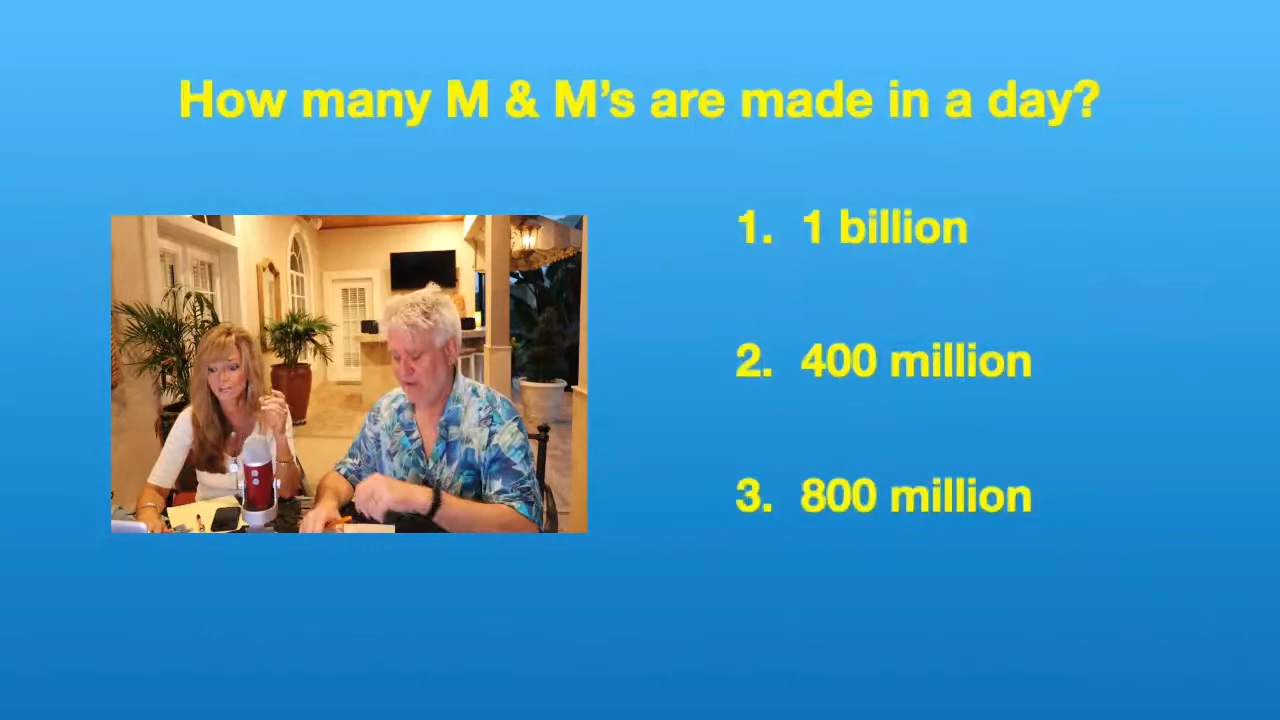 How many M & M’s are made in a day?
1. 1 billion
2. 400 million
3. 800 million